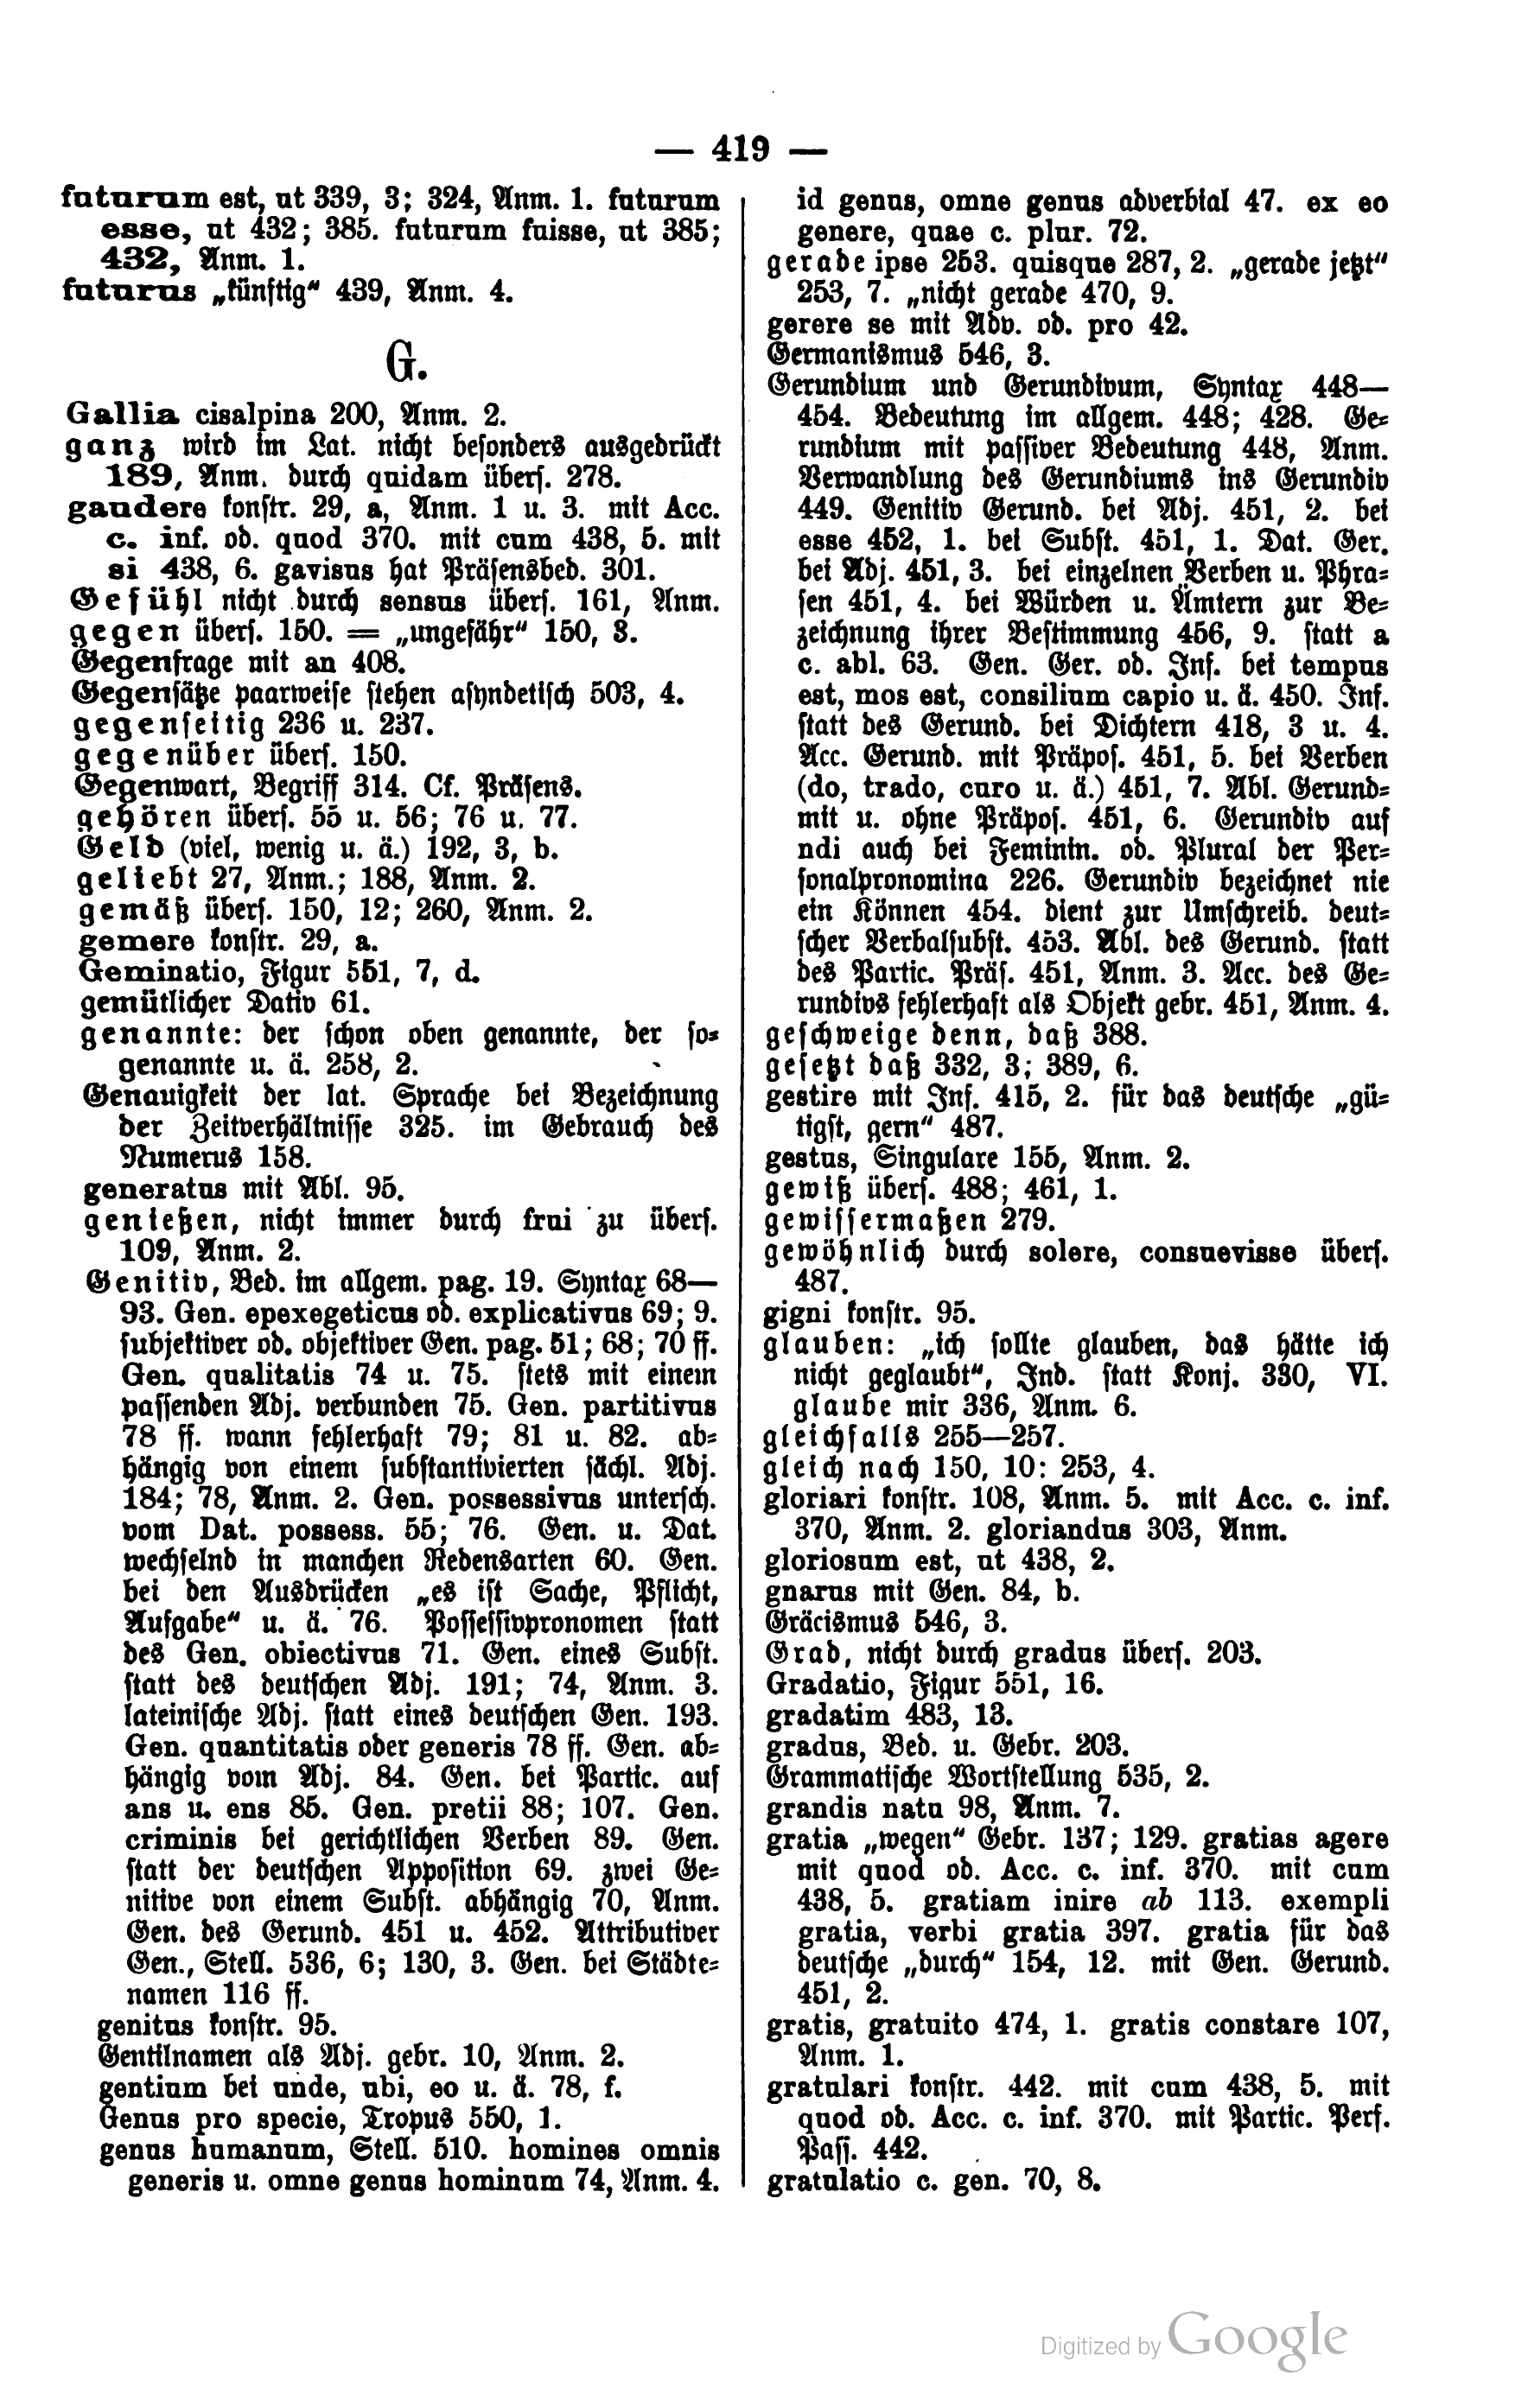 — 419 —
futurum est, ut 339, 3; 324, Anm. 1. futurum
esse, ut 432; 385. futurum fuisse, ut 385;
432, Anm. 1.
futurus „künftig“ 439, Anm. 4.
G.
Gallia cisalpina 200, Anm. 2.
ganz wird im Lat. nicht besonders ausgedrückt
189, Anm. durch quidam übers. 278.
gaudere konstr. 29, a, Anm. 1 u. 3. mit Acc.
c. inf. od. quod 370. mit cum 438, 5. mit
si 438, 6. gavisus hat Präsensbed. 301.
Gefühl nicht durch sensus übers. 161, Anm.
gegen übers. 150. = „ungefähr“ 150, 3.
Gegenfrage mit an 408.
Gegensätze paarweise stehen asyndetisch 503, 4.
gegenseitig 236 u. 237.
gegenüber übers. 150.
Gegenwart, Begriff 314. Cf. Präsens.
gehören übers. 55 u. 56; 76 u. 77.
Geld (viel, wenig u. ä.) 192, 3, b.
geliebt 27, Anm.; 188, Anm. 2.
gemäß übers. 150, 12; 260, Anm. 2.
gemere konstr. 29, a.
Geminatio, Figur 551, 7, d.
gemütlicher Dativ 61.
genannte: der schon oben genannte, der so-
genannte u. ä. 258, 2.
Genauigkeit der lat. Sprache bei Bezeichnung
der Zeitverhältnisse 325. im Gebrauch des
Numerus 158.
generatus mit Abl. 95.
genießen, nicht immer durch frui zu übers.
109, Anm. 2.
Genitiv, Bed. im allgem. pag. 19. Syntax 68—
93. Gen. epexegeticus od. explicativus 69; 9.
subjektiver od. objektiver Gen. pag. 51; 68; 70 ff.
Gen. qualitatis 74 u. 75. stets mit einem
passenden Adj. verbunden 75. Gen. partitivus
78 ff. wann fehlerhaft 79; 81 u. 82. ab-
hängig von einem substantivierten sächl. Adj.
184; 78, Anm. 2. Gen. possessivus untersch.
vom Dat. possess. 55; 76. Gen. u. Dat.
wechselnd in manchen Redensarten 60. Gen.
bei den Ausdrücken „es ist Sache, Pflicht,
Aufgabe“ u. ä. 76. Possessivpronomen statt
des Gen. obiectivus 71. Gen. eines Subst.
statt des deutschen Adj. 191; 74, Anm. 3.
lateinische Adj. statt eines deutschen Gen. 193.
Gen. quantitatis oder generis 78 ff. Gen. ab-
hängig vom Adj. 84. Gen. bei Partic. auf
ans u. ens 85. Gen. pretii 88; 107. Gen.
criminis bei gerichtlichen Verben 89. Gen.
statt der deutschen Apposition 69. zwei Ge-
nitive von einem Subst. abhängig 70, Anm.
Gen. des Gerund. 451 u. 452. Attributiver
Gen., Stell. 536, 6; 130, 3. Gen. bei Städte-
namen 116 ff.
genitus konstr. 95.
Gentilnamen als Adj. gebr. 10, Anm. 2.
gentium bei unde, ubi, eo u. ä. 78, f.
Genus pro specie, Tropus 550, 1.
genus humanum, Stell. 510. homines omnis
generis u. omne genus hominum 74, Anm. 4.
id genus, omne genus adverbial 47. ex eo
genere, quae c. plur. 72.
gerade ipse 253. quisque 287, 2. „gerade jetzt“
253, 7. „nicht gerade 470, 9.
gerere se mit Adv. od. pro 42.
Germanismus 546, 3.
Gerundium und Gerundivum, Syntax 448—
454. Bedeutung im allgem. 448; 428. Ge-
rundium mit passiver Bedeutung 448, Anm.
Verwandlung des Gerundiums ins Gerundiv
449. Genitiv Gerund. bei Adj. 451, 2. bei
esse 452, 1. bei Subst. 451, 1. Dat. Ger.
bei Adj. 451, 3. bei einzelnen Verben u. Phra-
sen 451, 4. bei Würden u. Ämtern zur Be-
zeichnung ihrer Bestimmung 456, 9. statt a
c. abl. 63. Gen. Ger. od. Inf. bei tempus
est, mos est, consilium capio u. ä. 450. Inf.
statt des Gerund. bei Dichtern 418, 3 u. 4.
Acc. Gerund. mit Präpos. 451, 5. bei Verben
(do, trado, curo u. ä.) 451, 7. Abl. Gerund-
mit u. ohne Präpos. 451, 6. Gerundiv auf
ndi auch bei Feminin. od. Plural der Per-
sonalpronomina 226. Gerundiv bezeichnet nie
ein Können 454. dient zur Umschreib. deut-
scher Verbalsubst. 453. Abl. des Gerund. statt
des Partic. Präs. 451, Anm. 3. Acc. des Ge-
rundivs fehlerhaft als Objekt gebr. 451, Anm. 4.
geschweige denn, daß 388.
gesetzt daß 332, 3; 389, 6.
gestire mit Inf. 415, 2. für das deutsche „gü-
tigst, gern“ 487.
gestus, Singulare 155, Anm. 2.
gewiß übers. 488; 461, 1.
gewissermaßen 279.
gewöhnlich durch solere, consuevisse übers.
487.
gigni konstr. 95.
glauben: „ich sollte glauben, das hätte ich
nicht geglaubt“, Ind. statt Konj. 330, VI.
glaube mir 336, Anm. 6.
gleichfalls 255—257.
gleich nach 150, 10: 253, 4.
gloriari konstr. 108, Anm. 5. mit Acc. c. inf.
370, Anm. 2. gloriandus 303, Anm.
gloriosum est, ut 438, 2.
gnarus mit Gen. 84, b.
Gräcismus 546, 3.
Grad, nicht durch gradus übers. 203.
Gradatio, Figur 551, 16.
gradatim 483, 13.
gradus, Bed. u. Gebr. 203.
Grammatische Wortstellung 535, 2.
grandis natu 98, Anm. 7.
gratia „wegen“ Gebr. 137; 129. gratias agere
mit quod od. Acc. c. inf. 370. mit cum
438, 5. gratiam inire ab 113. exempli
gratia, verbi gratia 397. gratia für das
deutsche „durch“ 154, 12. mit Gen. Gerund.
451, 2.
gratis, gratuito 474, 1. gratis constare 107,
Anm. 1.
gratulari konstr. 442. mit cum 438, 5. mit
quod od. Acc. c. inf. 370. mit Partic. Perf.
Pass. 442.
gratulatio c. gen. 70, 8.
Digitized by Google